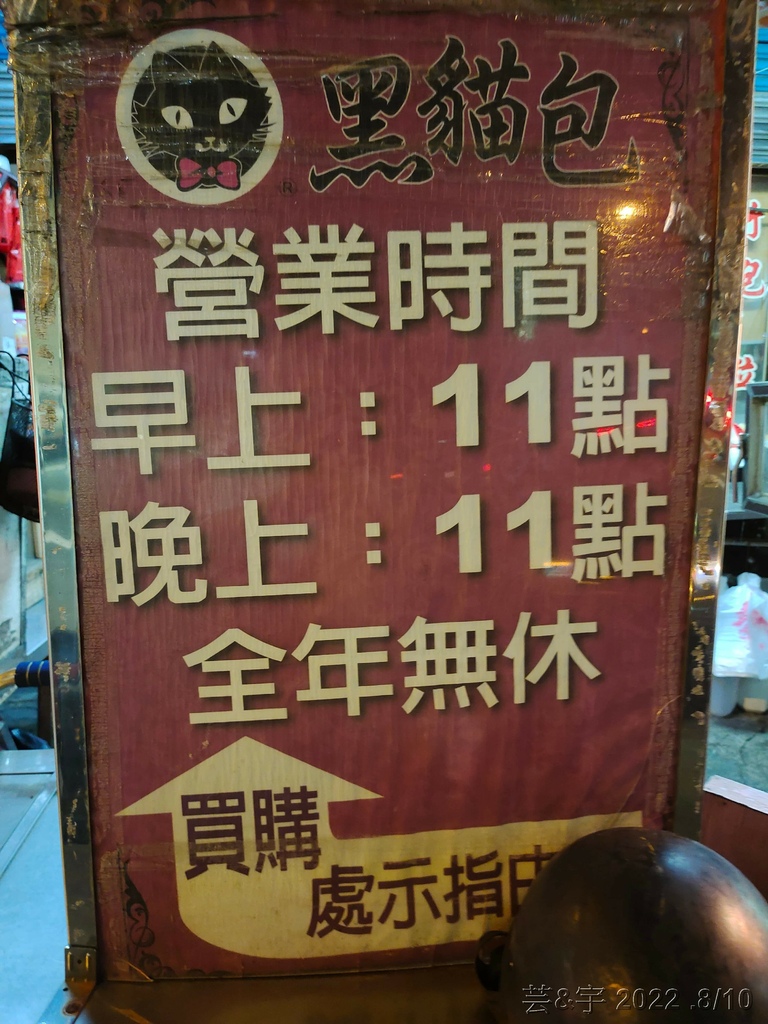 黑貓包
®
營業時間
早上：11點
晚上：11點
全年無休
買購
處示指
芸&宇 2022 .8/10